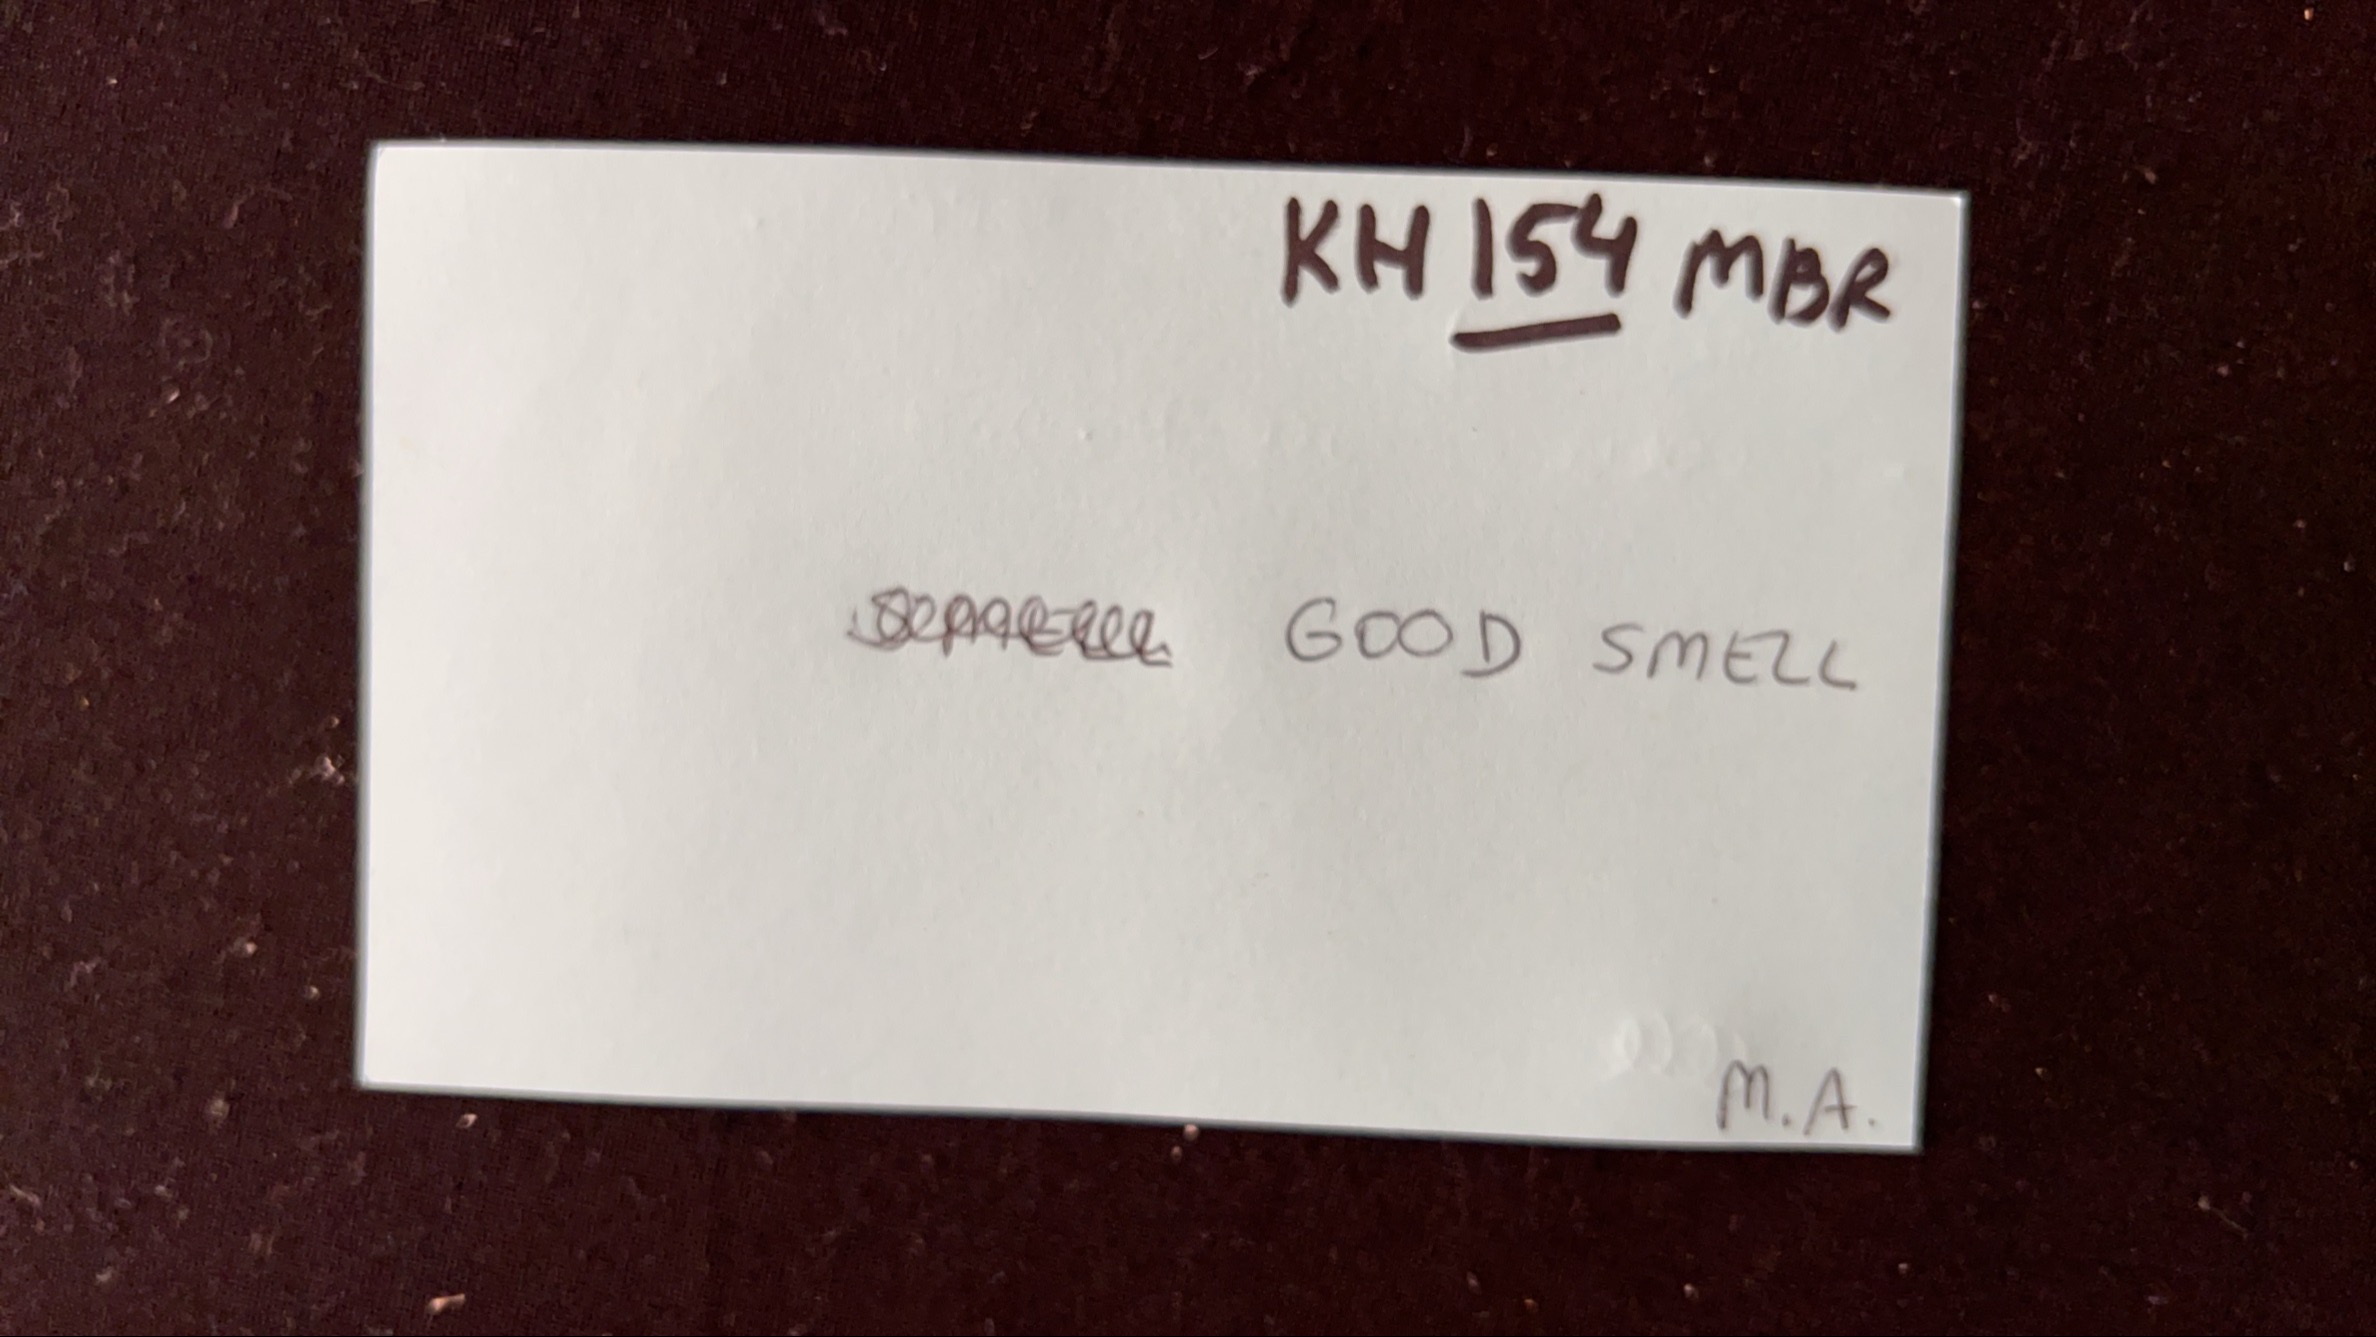 KH 154 MBR
GOOD SMELL
M.A.